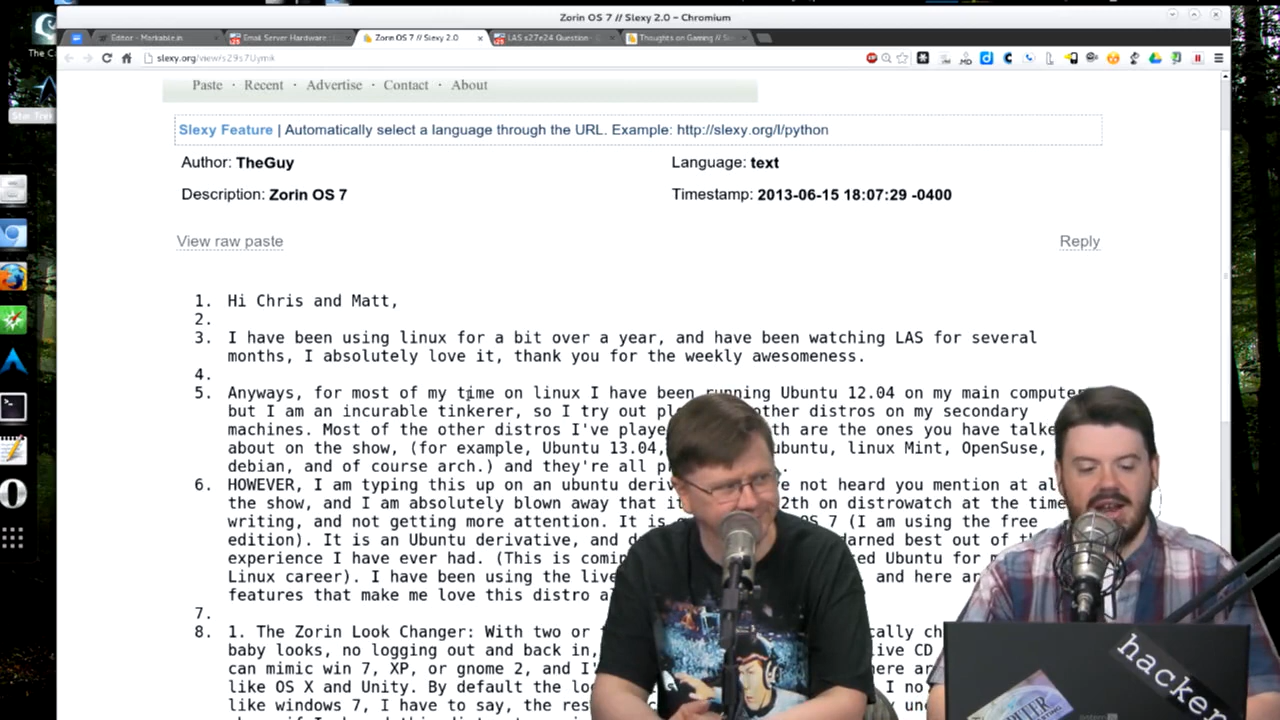 Zorin OS 7 // Slexy 2.0 – Chromium
Editor - Markable.in
Email Server Hardware :
Zorin OS 7 // Slexy 2.0
LAS s27e24 Question -
Thoughts on Gaming //
slexy.org/view/s29s7Uymk
The C
Paste · Recent · Advertise · Contact · About
Slexy Feature | Automatically select a language through the URL. Example: http://slexy.org/l/python
Author: TheGuy
Language: text
Description: Zorin OS 7
Timestamp: 2013-06-15 18:07:29 -0400
View raw paste
Reply
1. Hi Chris and Matt,
2.
3. I have been using linux for a bit over a year, and have been watching LAS for several
months, I absolutely love it, thank you for the weekly awesomeness.
4.
5. Anyways, for most of my time on linux I have been running Ubuntu 12.04 on my main computer
but I am an incurable tinkerer, so I try out other distros on my secondary
machines. Most of the other distros I've are the ones you have talke
about on the show, (for example, Ubuntu 13.04, linux Mint, OpenSuse,
debian, and of course arch.) and they're all
6. HOWEVER, I am typing this up on an ubuntu not heard you mention at
the show, and I am absolutely blown away that 2th on distrowatch at the time
writing, and not getting more attention. It is OS 7 (I am using the free
edition). It is an Ubuntu derivative, and darned best out of
experience I have ever had. (This is Ubuntu for
Linux career). I have been using the and here
features that make me love this distro
7.
8. 1. The Zorin Look Changer: With two or
baby looks, no logging out and back in, live CD
can mimic win 7, XP, or gnome 2, and
like OS X and Unity. By default the I
like windows 7, I have to say, the
hacker